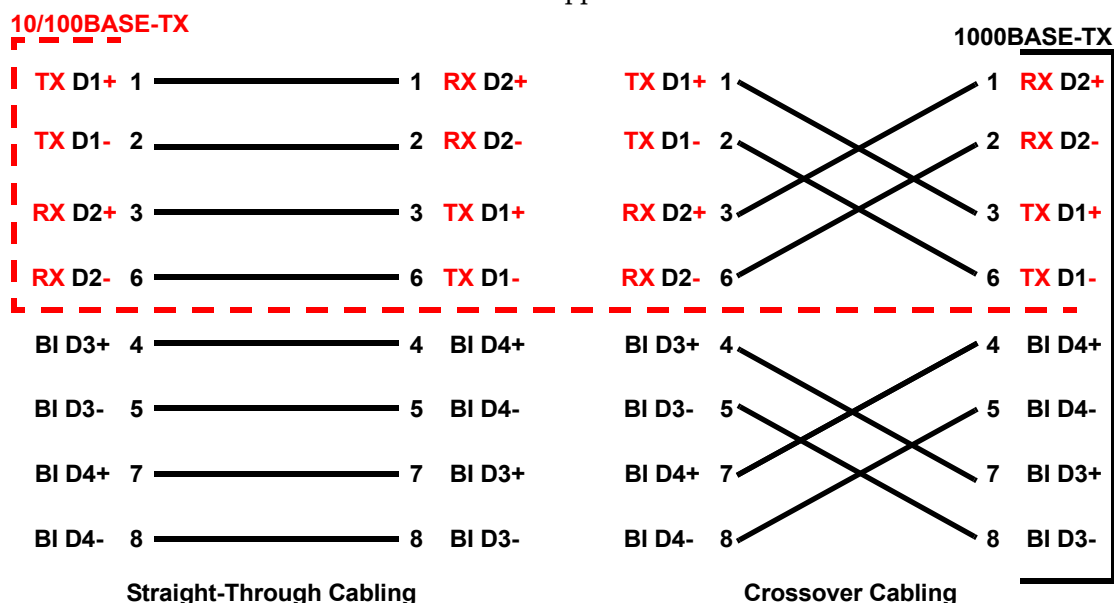 10/100BASE-TX
1000BASE-TX
TX D1+ 1 1 RX D2+ TX D1+ 1 1 RX D2+
TX D1- 2 2 RX D2- TX D1- 2 2 RX D2-
RX D2+ 3 3 TX D1+ RX D2+ 3 3 TX D1+
RX D2- 6 6 TX D1- RX D2- 6 6 TX D1-
BI D3+ 4 4 BI D4+ BI D3+ 4 4 BI D4+
BI D3- 5 5 BI D4- BI D3- 5 5 BI D4-
BI D4+ 7 7 BI D3+ BI D4+ 7 7 BI D3+
BI D4- 8 8 BI D3- BI D4- 8 8 BI D3-
Straight-Through Cabling Crossover Cabling